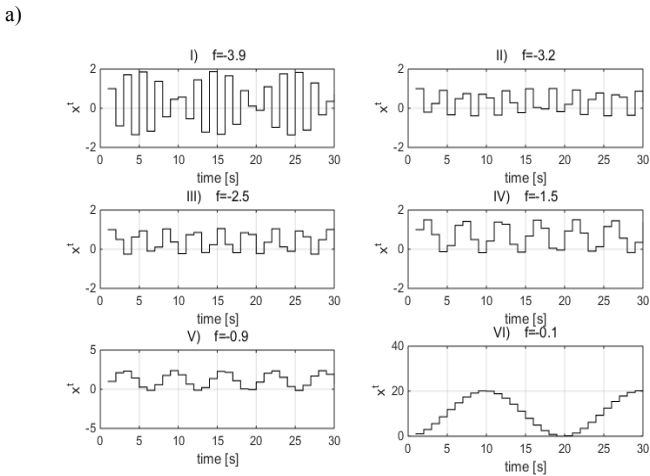 a)
I) f=-3.9
2
0
-2
x^t
0 5 10 15 20 25 30
time [s]
II) f=-3.2
2
0
-2
x^t
0 5 10 15 20 25 30
time [s]
III) f=-2.5
2
0
-2
x^t
0 5 10 15 20 25 30
time [s]
IV) f=-1.5
2
0
-2
x^t
0 5 10 15 20 25 30
time [s]
V) f=-0.9
5
0
-5
x^t
0 5 10 15 20 25 30
time [s]
VI) f=-0.1
40
20
0
x^t
0 5 10 15 20 25 30
time [s]